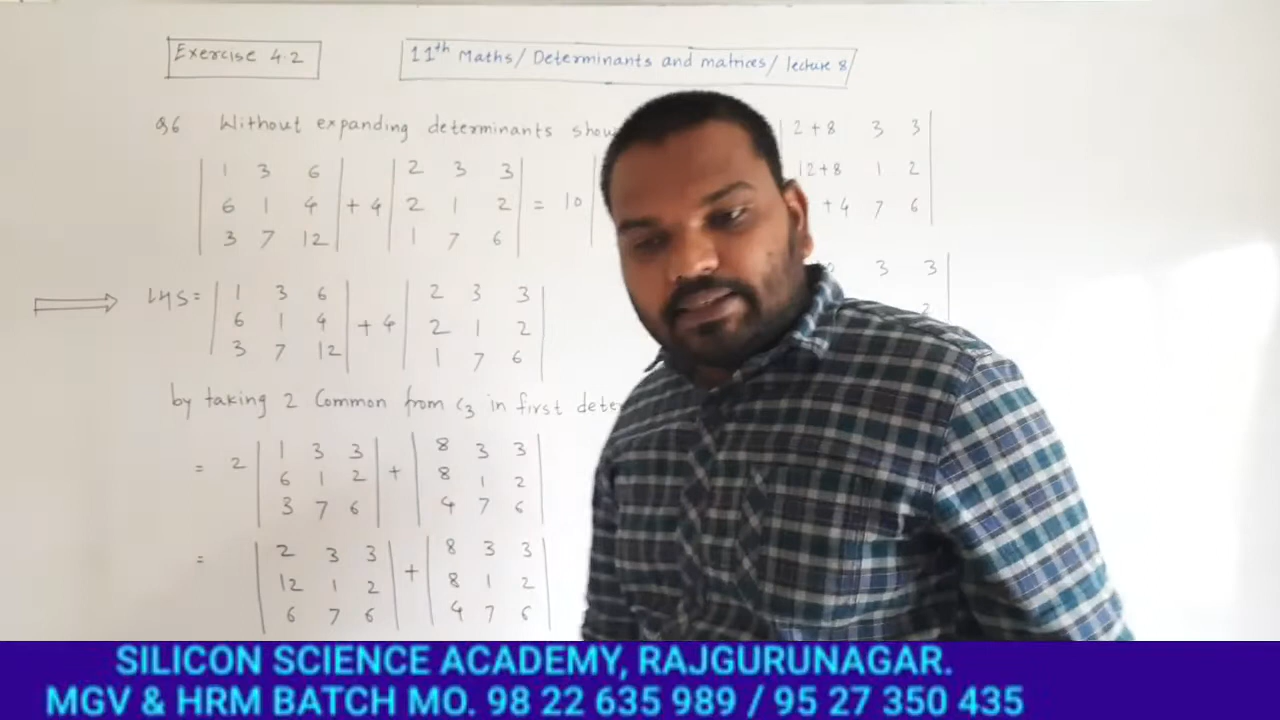 Exercise 4.2
11th Maths/ Determinants and matrices/ lecture 8
Q6 Without expanding determinants show
1 3 6
6 1 4
3 7 12
+ 4
2 3 3
2 1 2
1 7 6
= 10
LHS =
1 3 6
6 1 4
3 7 12
+ 4
2 3 3
2 1 2
1 7 6
by taking 2 Common from C3 in first
= 2
1 3 3
6 1 2
3 7 6
+
8 3 3
8 1 2
4 7 6
=
2 3 3
12 1 2
6 7 6
+
8 3 3
8 1 2
4 7 6
2+8 3 3
12+8 1 2
+4 7 6
3 3
2
SILICON SCIENCE ACADEMY, RAJGURUNAGAR.
MGV & HRM BATCH MO. 98 22 635 989 / 95 27 350 435